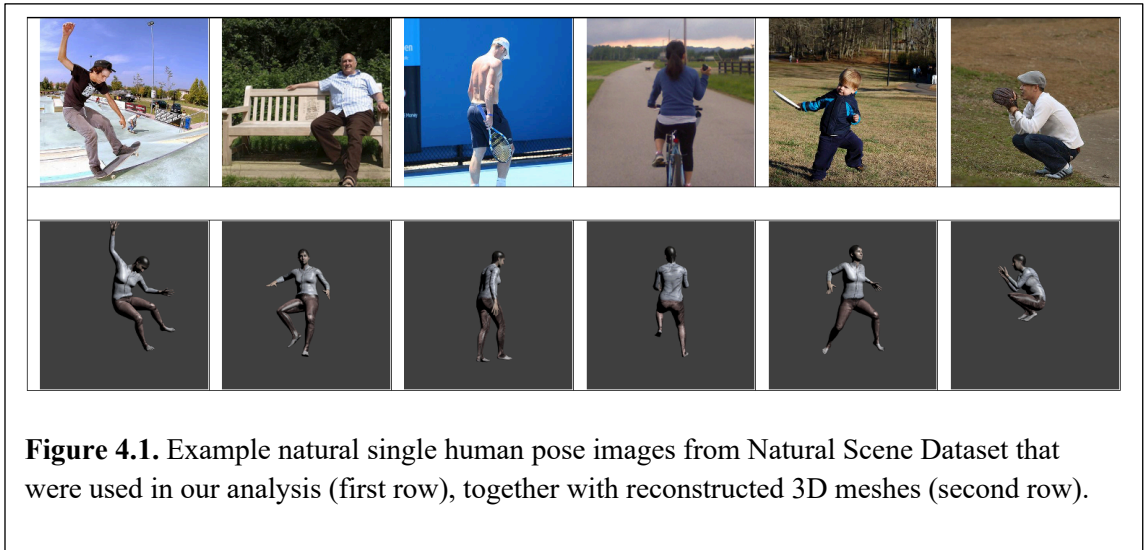 Figure 4.1. Example natural single human pose images from Natural Scene Dataset that
were used in our analysis (first row), together with reconstructed 3D meshes (second row).